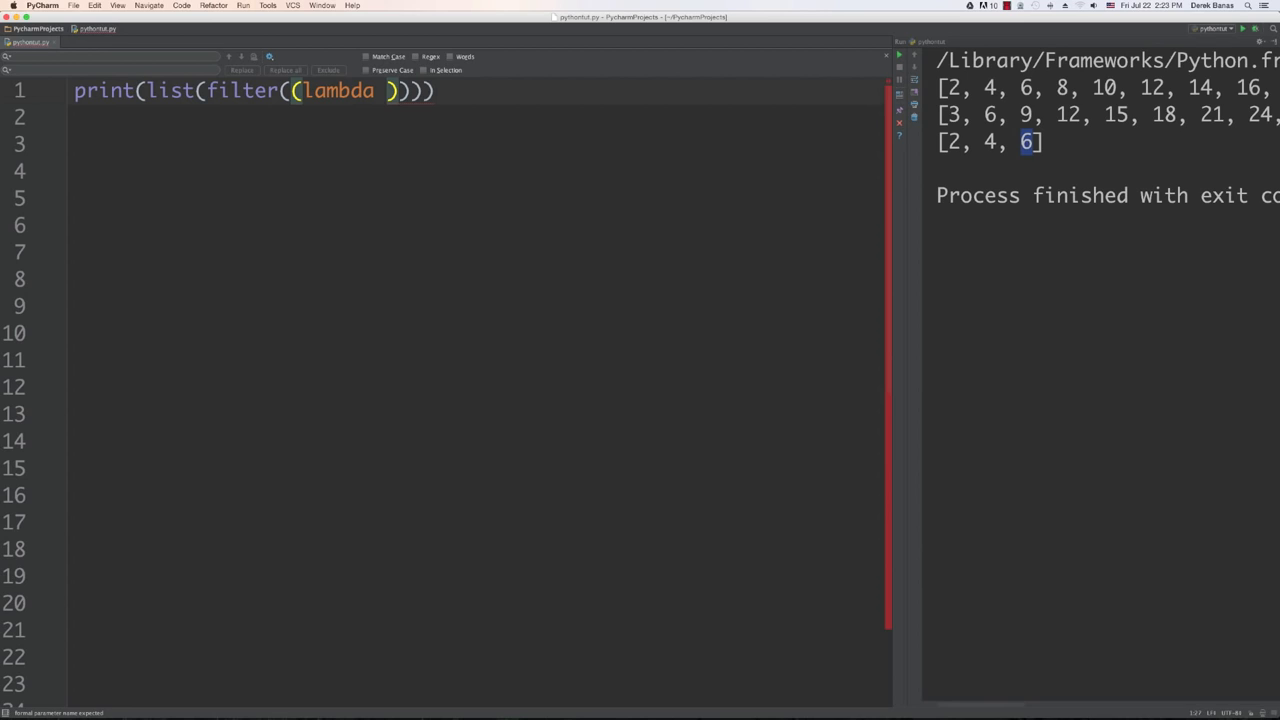 PyCharm File Edit View Navigate Code Refactor Run Tools VCS Window Help 10 Fri Jul 22 2:23 PM Derek Banas
pythontut.py - PycharmProjects - [~/PycharmProjects]
PycharmProjects pythontut.py pythontut
pythontut.py Run pythontut
Match Case Regex Words
Replace Replace all Exclude Preserve Case In Selection
1 print(list(filter((lambda ))))
2
3
4
5
6
7
8
9
10
11
12
13
14
15
16
17
18
19
20
21
22
23
24
/Library/Frameworks/Python.fr
[2, 4, 6, 8, 10, 12, 14, 16,
[3, 6, 9, 12, 15, 18, 21, 24,
[2, 4, 6]
Process finished with exit co
formal parameter name expected 1:27 LF÷ UTF-8÷